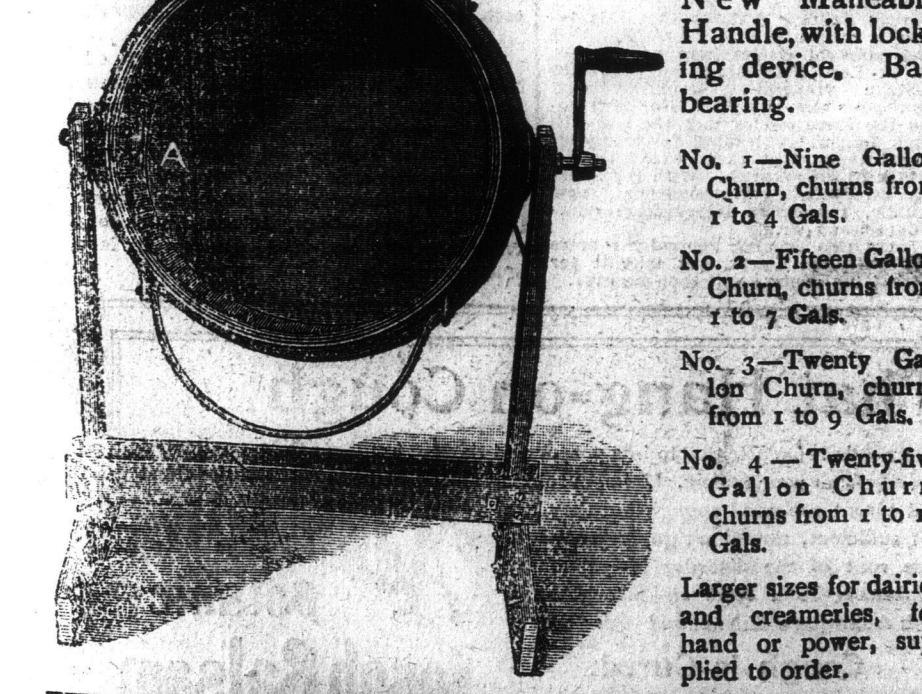 A
New Malleabl
Handle, with lock
ing device. Ba
bearing.
No. 1—Nine Gallo
Churn, churns fro
1 to 4 Gals.
No. 2—Fifteen Gallo
Churn, churns fro
1 to 7 Gals.
No. 3—Twenty Ga
lon Churn, churn
from 1 to 9 Gals.
No. 4—Twenty-fiv
Gallon Churn
churns from 1 to 1
Gals.
Larger sizes for dairie
and creameries, fo
hand or power, su
plied to order.